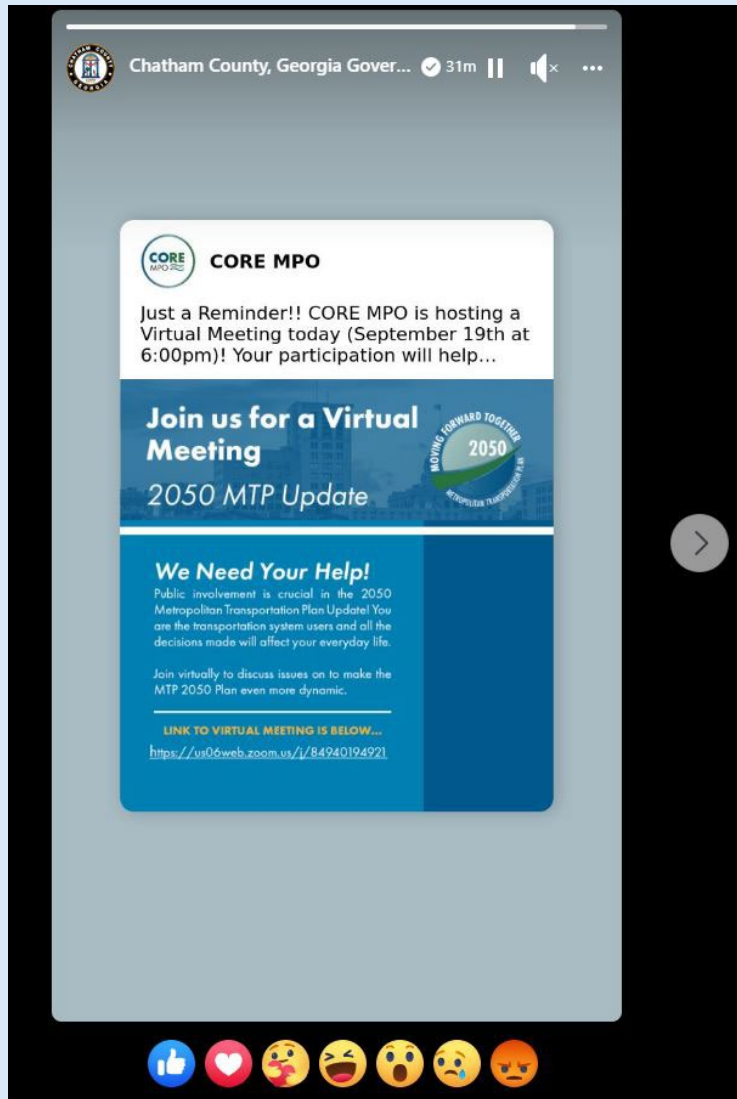 Chatham County, Georgia Gover... 31m
CORE
MPO
CORE MPO
Just a Reminder!! CORE MPO is hosting a
Virtual Meeting today (September 19th at
6:00pm)! Your participation will help...
Join us for a Virtual
Meeting
2050 MTP Update
MOVING FORWARD TOGETHER
2050
METROPOLITAN TRANSPORTATION PLAN
We Need Your Help!
Public involvement is crucial in the 2050
Metropolitan Transportation Plan Update! You
are the transportation system users and all the
decisions made will affect your everyday life.
Join virtually to discuss issues on to make the
MTP 2050 Plan even more dynamic.
LINK TO VIRTUAL MEETING IS BELOW...
https://us06web.zoom.us/j/84940194921